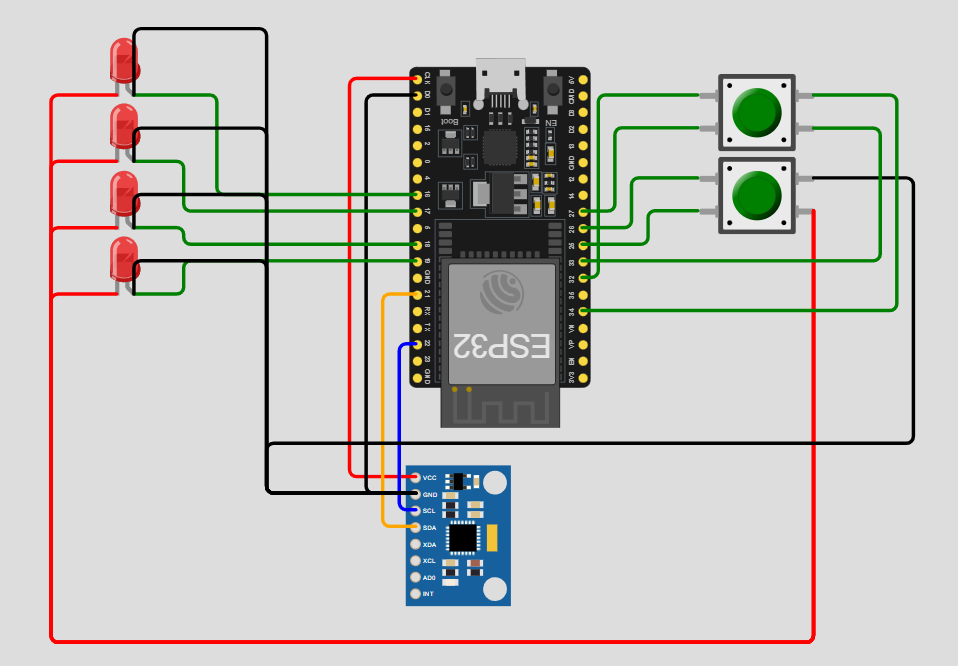 CLK
D0
D1
15
2
0
4
16
17
5
18
19
GND
21
RX
TX
22
23
GND
Boot
EN
5V
CMD
D3
D2
13
GND
12
14
27
26
25
33
32
35
34
VN
VP
EN
3V3
ESP32
VCC
GND
SCL
SDA
XDA
XCL
AD0
INT